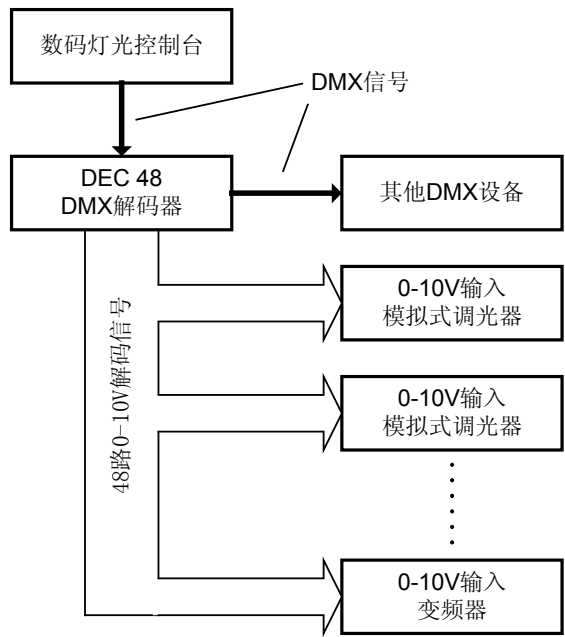 数码灯光控制台
DMX信号
DEC 48
DMX解码器
其他DMX设备
48路0-10V解码信号
0-10V输入
模拟式调光器
0-10V输入
模拟式调光器
0-10V输入
变频器